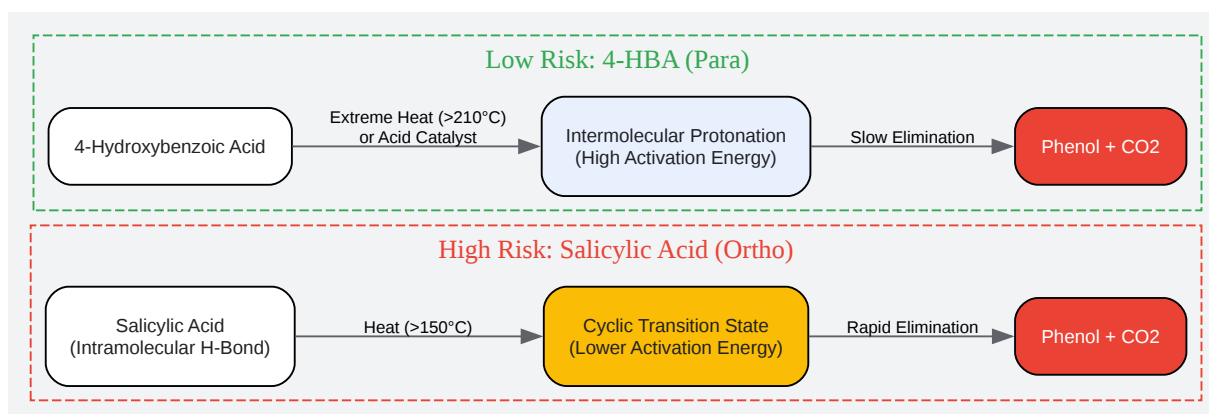 Low Risk: 4-HBA (Para)
4-Hydroxybenzoic Acid
Extreme Heat (>210°C)
or Acid Catalyst
Intermolecular Protonation
(High Activation Energy)
Slow Elimination
Phenol + CO2
High Risk: Salicylic Acid (Ortho)
Salicylic Acid
(Intramolecular H-Bond)
Heat (>150°C)
Cyclic Transition State
(Lower Activation Energy)
Rapid Elimination
Phenol + CO2